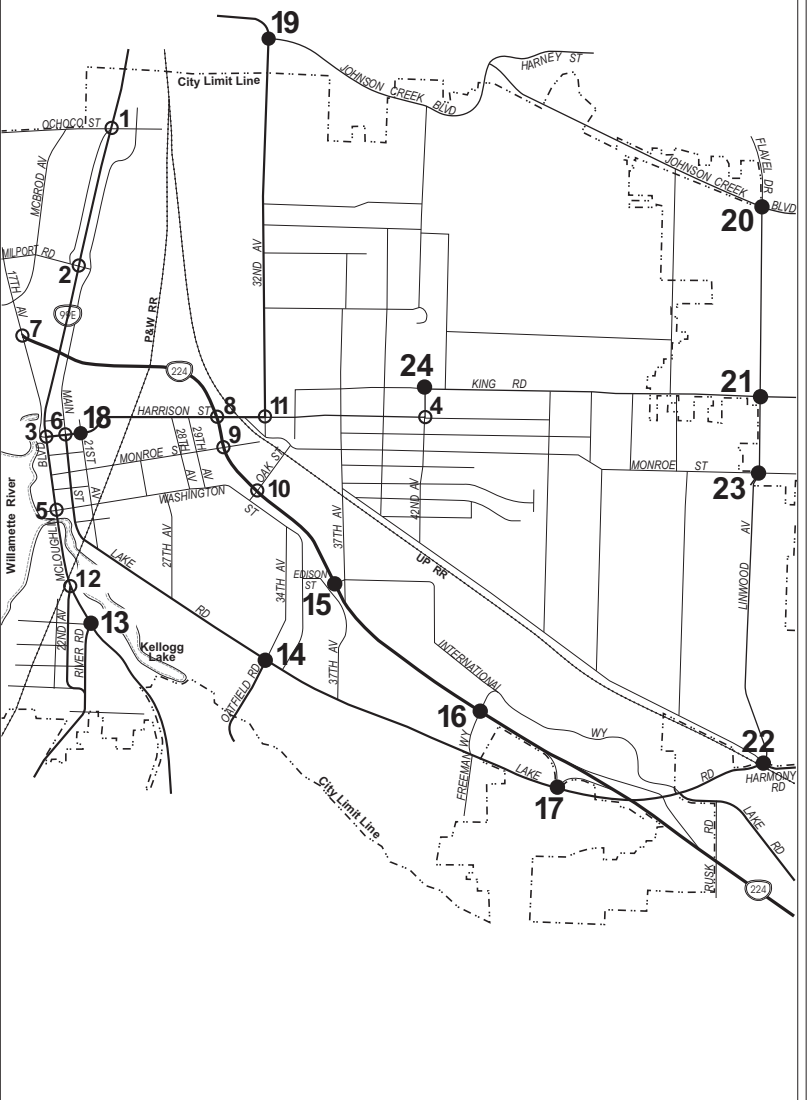 19
HARNEY ST
City Limit Line
JOHNSON CREEK BLVD
1
OCHOCO ST
MCBROD AV
FLAVEL DR
JOHNSON CREEK BLVD
20
MILPORT RD
2
17TH AV
32ND AV
P&W RR
99E
7
224
24
KING RD
21
MAIN ST
18
HARRISON ST
8
11
4
3
6
BLVD
21ST AV
28TH AV
29TH AV
9
MONROE S
MONROE ST
OAK ST
23
WASHINGTON ST
10
5
42ND AV
37TH AV
Willamette River
MCLOUGHLIN
LAKE RD
27TH AV
34TH AV
EDISON ST
15
UP RR
LINWOOD AV
12
13
22ND AV
RIVER RD
Kellogg Lake
14
37TH AV
OATFIELD RD
INTERNATIONAL WY
16
FREEMAN WY
22
HARMONY RD
LAKE RD
17
City Limit Line
LAKE RD
RUSK RD
224